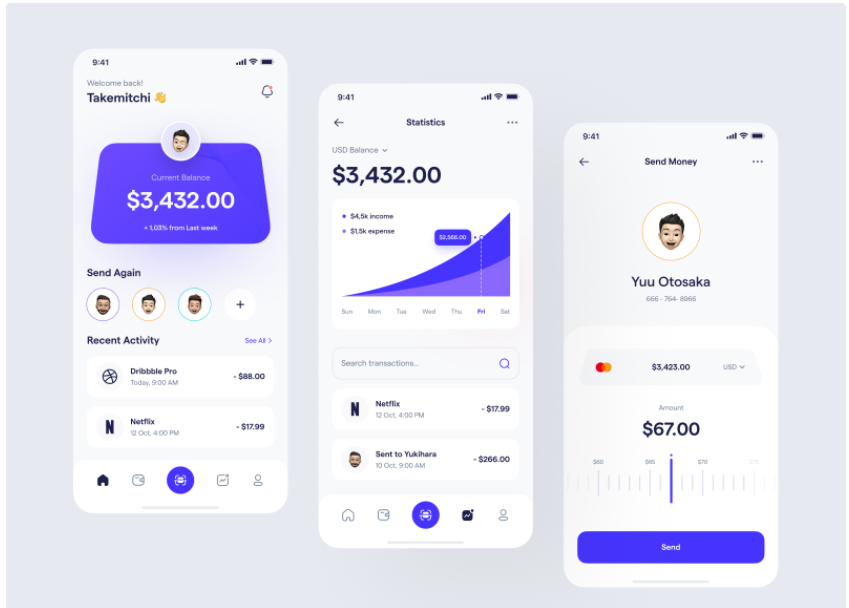 9:41
Welcome back!
Takemitchi 👋
Current Balance
$3,432.00
+ 1,03% from Last week
Send Again
+
Recent Activity
See All >
Dribbble Pro
Today, 9:00 AM
- $88.00
N
Netflix
12 Oct, 4:00 PM
- $17.99
9:41
Statistics
USD Balance
$3,432.00
$4,5k income
$1,5k expense
$2,566.00
Sun Mon Tue Wed Thu Fri Sat
Search transactions...
N
Netflix
12 Oct, 4:00 PM
- $17.99
Sent to Yukihara
10 Oct, 9:00 AM
- $266.00
9:41
Send Money
Yuu Otosaka
666 - 764- 8966
$3,423.00
USD
Amount
$67.00
$60 $65 $70 $75
Send